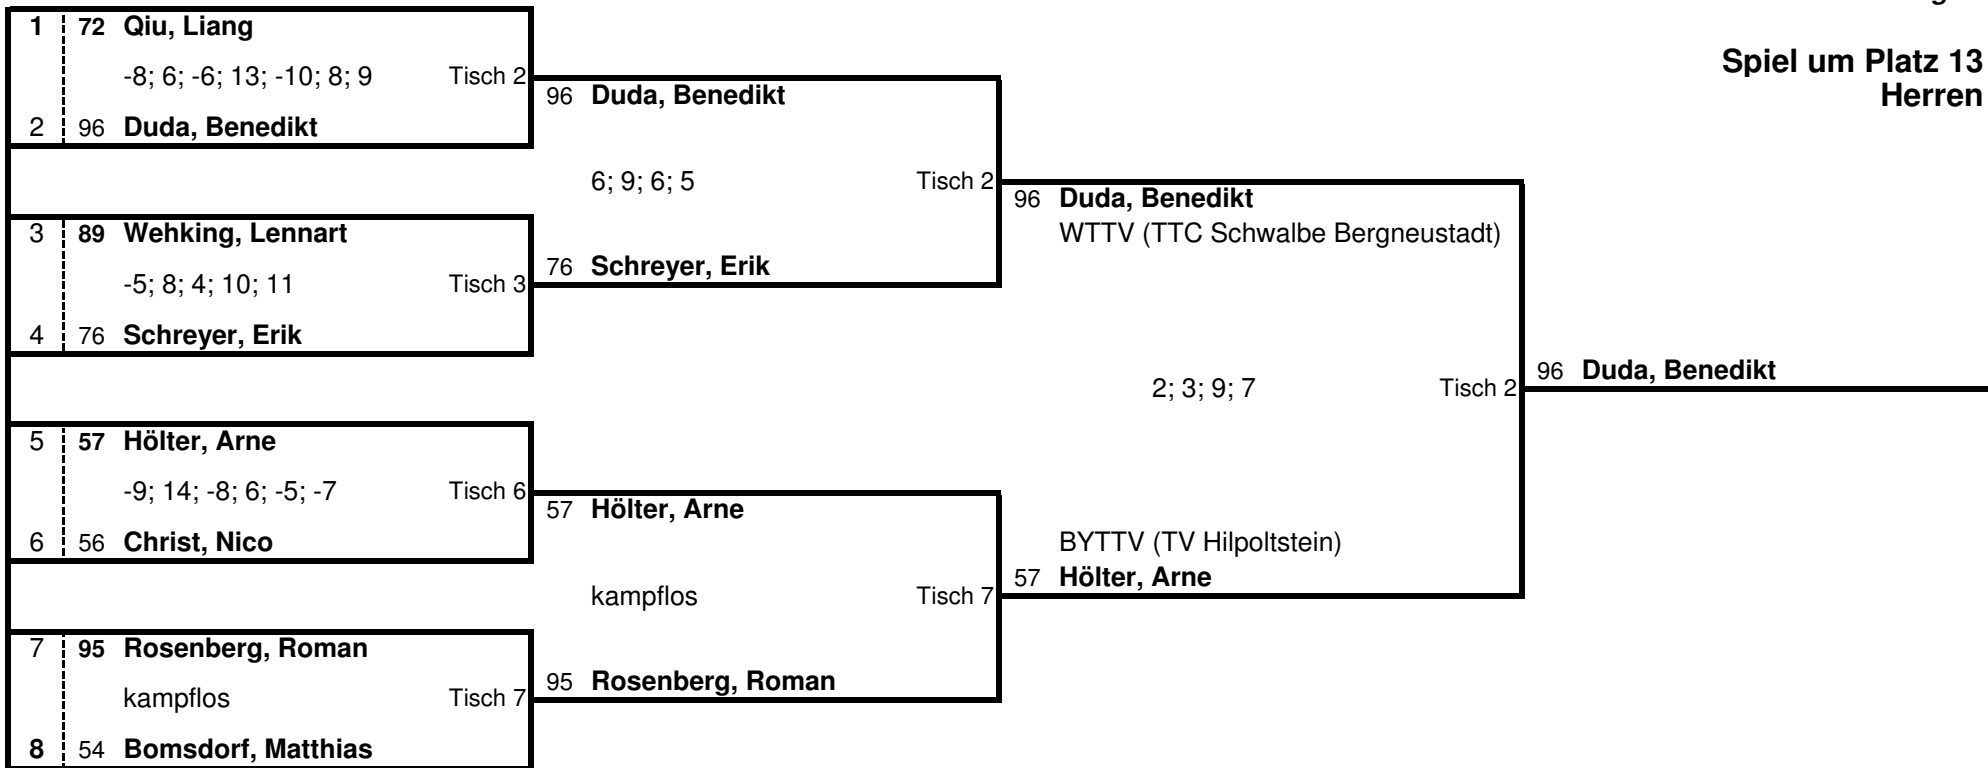 Spiel um Platz 13
Herren
1 72 Qiu, Liang
-8; 6; -6; 13; -10; 8; 9 Tisch 2
2 96 Duda, Benedikt
96 Duda, Benedikt
6; 9; 6; 5 Tisch 2
76 Schreyer, Erik
3 89 Wehking, Lennart
-5; 8; 4; 10; 11 Tisch 3
4 76 Schreyer, Erik
96 Duda, Benedikt
WTTV (TTC Schwalbe Bergneustadt)
2; 3; 9; 7 Tisch 2
96 Duda, Benedikt
5 57 Hölter, Arne
-9; 14; -8; 6; -5; -7 Tisch 6
6 56 Christ, Nico
57 Hölter, Arne
kampflos Tisch 7
95 Rosenberg, Roman
BYTTV (TV Hilpoltstein)
57 Hölter, Arne
7 95 Rosenberg, Roman
kampflos Tisch 7
8 54 Bomsdorf, Matthias